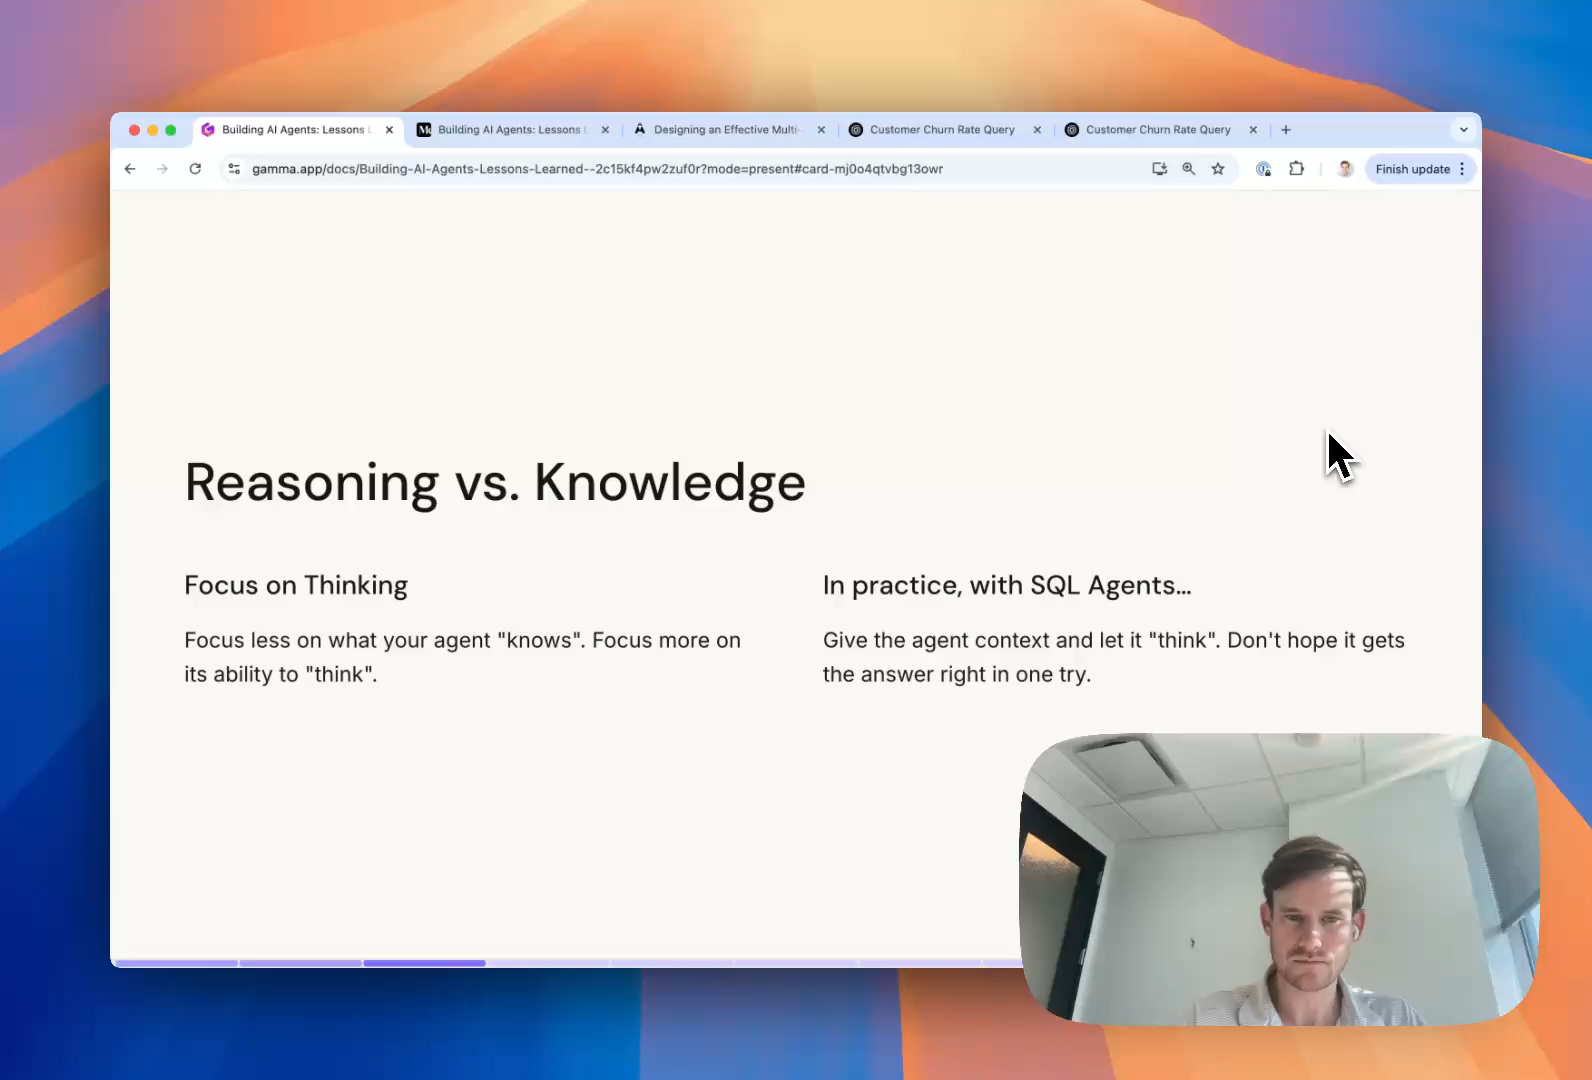 Building AI Agents: Lessons L
Building AI Agents: Lessons L
Designing an Effective Multi-
Customer Churn Rate Query
Customer Churn Rate Query
gamma.app/docs/Building-AI-Agents-Lessons-Learned--2c15kf4pw2zuf0r?mode=present#card-mj0o4qtvbg13owr
Finish update
Reasoning vs. Knowledge
Focus on Thinking
Focus less on what your agent "knows". Focus more on
its ability to "think".
In practice, with SQL Agents...
Give the agent context and let it "think". Don't hope it gets
the answer right in one try.